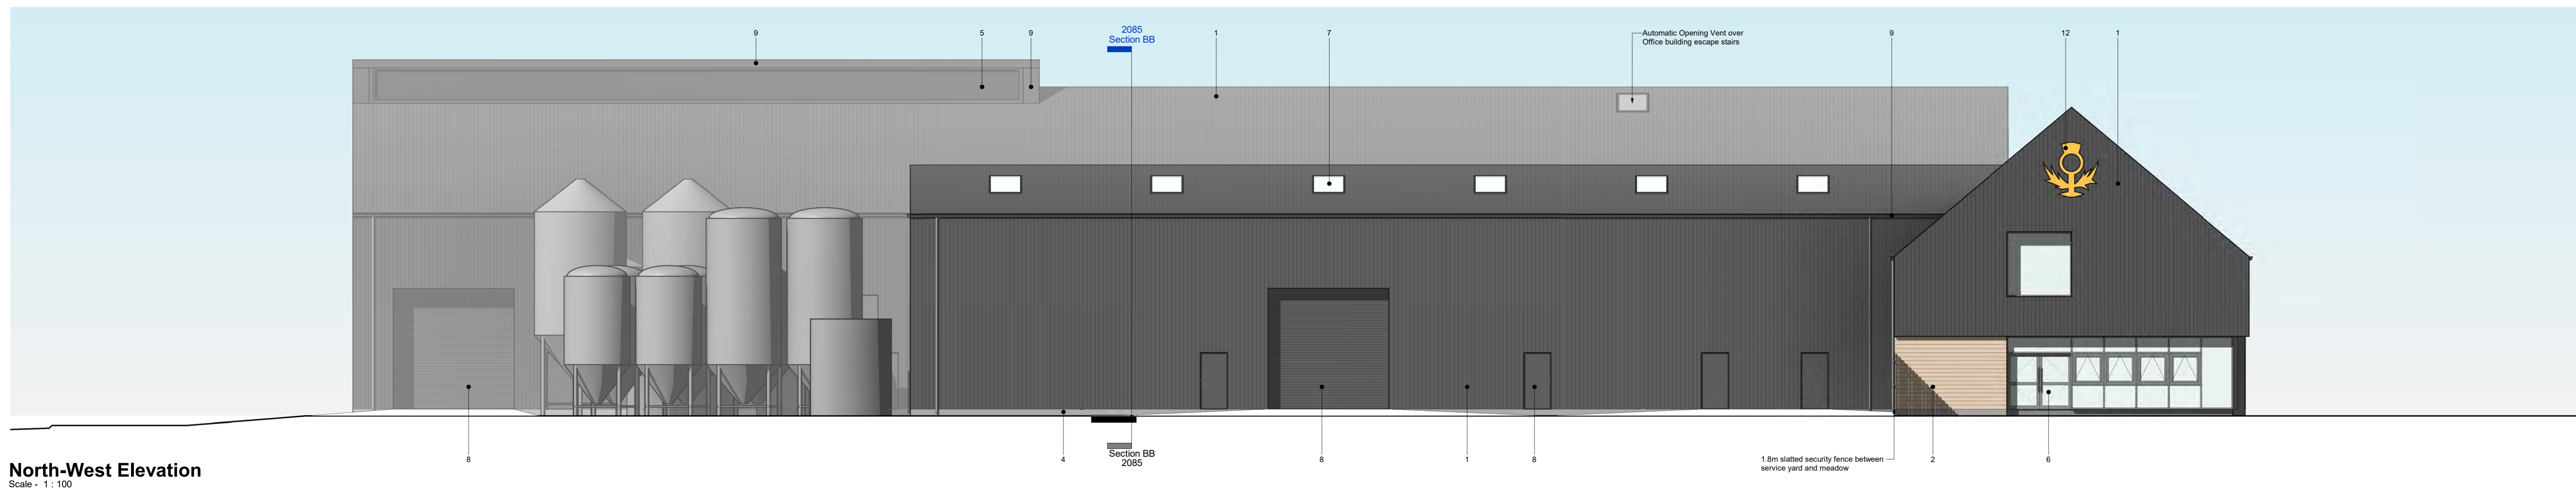 9
5
9
2085
Section BB
1
7
Automatic Opening Vent over
Office building escape stairs
9
12
1
8
4
Section BB
2085
8
1
8
1.8m slatted security fence between
service yard and meadow
2
6
North-West Elevation
Scale - 1 : 100